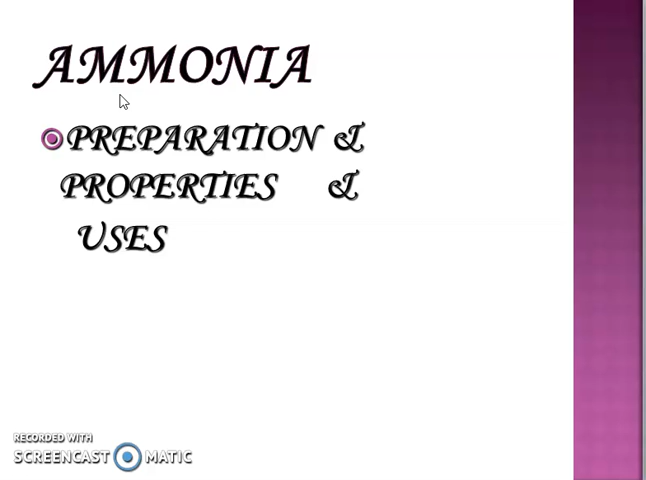 AMMONIA
PREPARATION &
PROPERTIES &
USES
RECORDED WITH
SCREENCAST MATIC